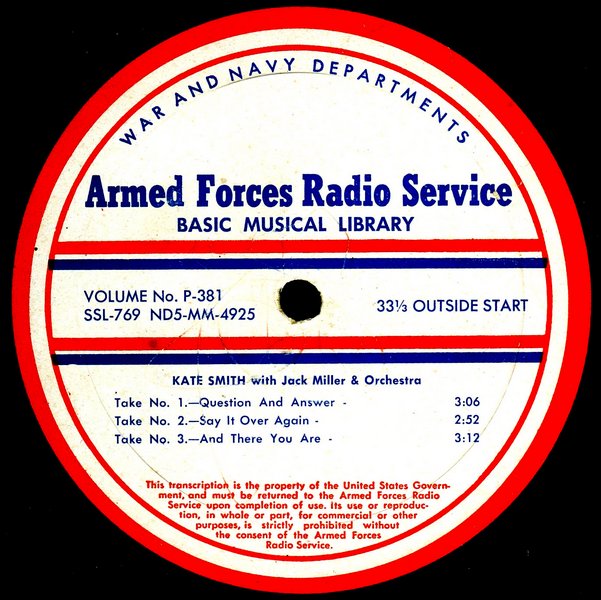 WAR AND NAVY DEPARTMENTS
Armed Forces Radio Service
BASIC MUSICAL LIBRARY
VOLUME No. P-381
SSL-769 ND5-MM-4925
33⅓ OUTSIDE START
KATE SMITH with Jack Miller & Orchestra
Take No. 1.—Question And Answer - 3:06
Take No. 2.—Say It Over Again - 2:52
Take No. 3.—And There You Are - 3:12
This transcription is the property of the United States Govern-
ment, and must be returned to the Armed Forces Radio
Service upon completion of use. Its use or reproduc-
tion, in whole or part, for commercial or other
purposes, is strictly prohibited without
the consent of the Armed Forces
Radio Service.